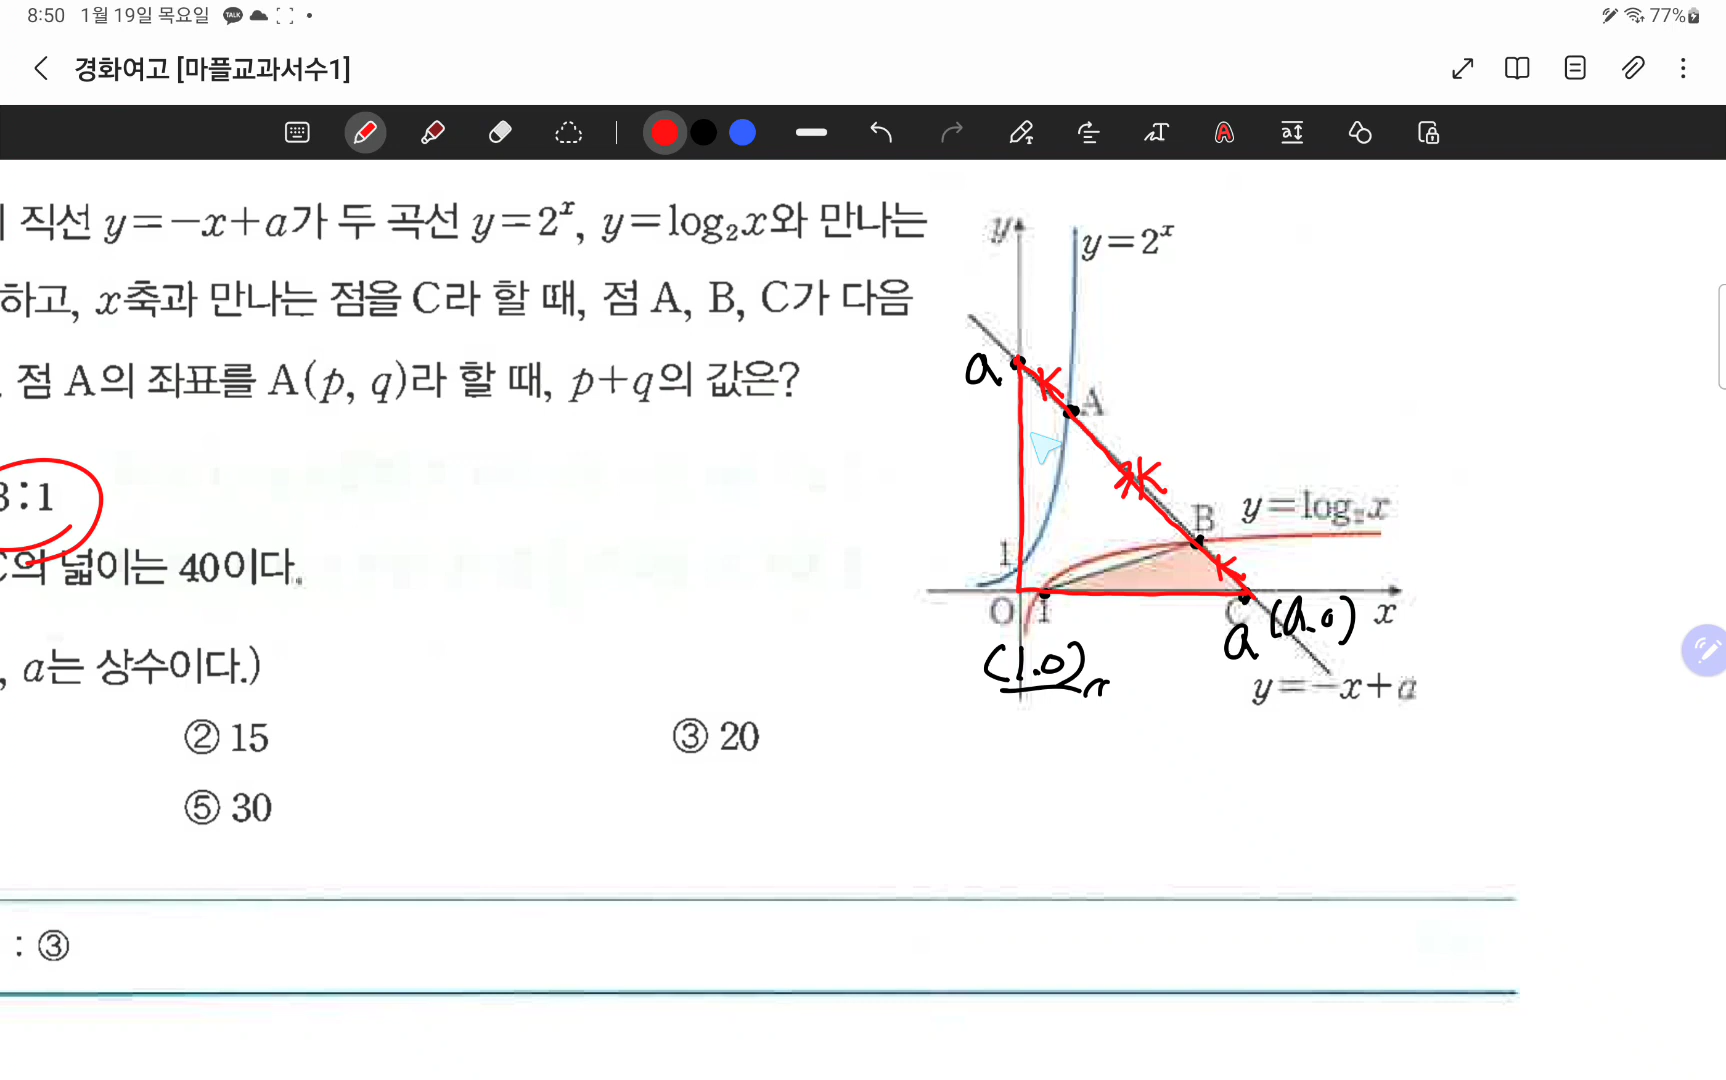 8:50 1월 19일 목요일 TALK 77%
경화여고 [마플교과서수1]
직선 y=-x+a가 두 곡선 y=2^x, y=log₂x와 만나는
하고, x축과 만나는 점을 C라 할 때, 점 A, B, C가 다음
점 A의 좌표를 A(p, q)라 할 때, p+q의 값은?
3:1
C의 넓이는 40이다.
, a는 상수이다.)
② 15 ③ 20
⑤ 30
: ③
y
y=2^x
a
K
A
K
B
y=log₂x
1
K
O 1 C x
a (a.0)
(1.0)
y=-x+a